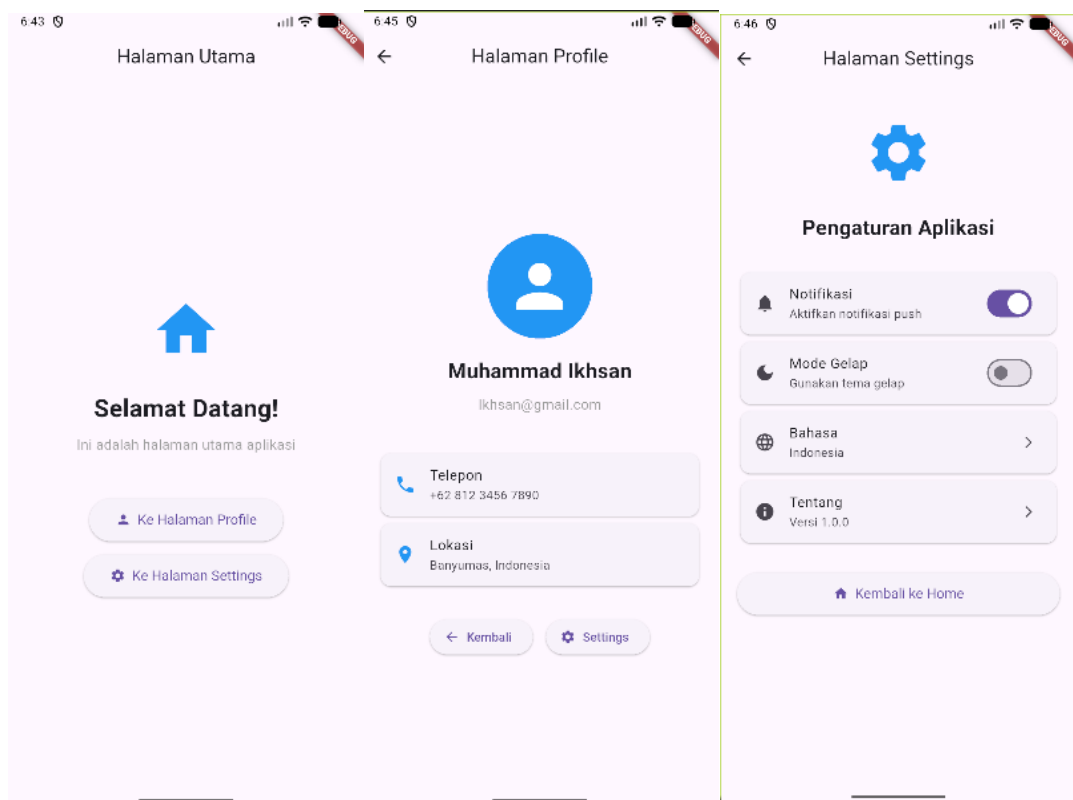 6:43
DEBUG
Halaman Utama
Selamat Datang!
Ini adalah halaman utama aplikasi
Ke Halaman Profile
Ke Halaman Settings
6:45
DEBUG
Halaman Profile
Muhammad Ikhsan
Ikhsan@gmail.com
Telepon
+62 812 3456 7890
Lokasi
Banyumas, Indonesia
Kembali
Settings
6:46
DEBUG
Halaman Settings
Pengaturan Aplikasi
Notifikasi
Aktifkan notifikasi push
Mode Gelap
Gunakan tema gelap
Bahasa
Indonesia
Tentang
Versi 1.0.0
Kembali ke Home